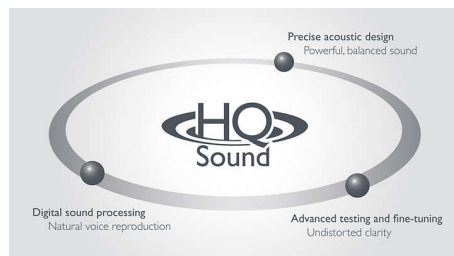 Precise acoustic design
Powerful, balanced sound
HQ
Sound
Digital sound processing
Natural voice reproduction
Advanced testing and fine-tuning
Undistorted clarity